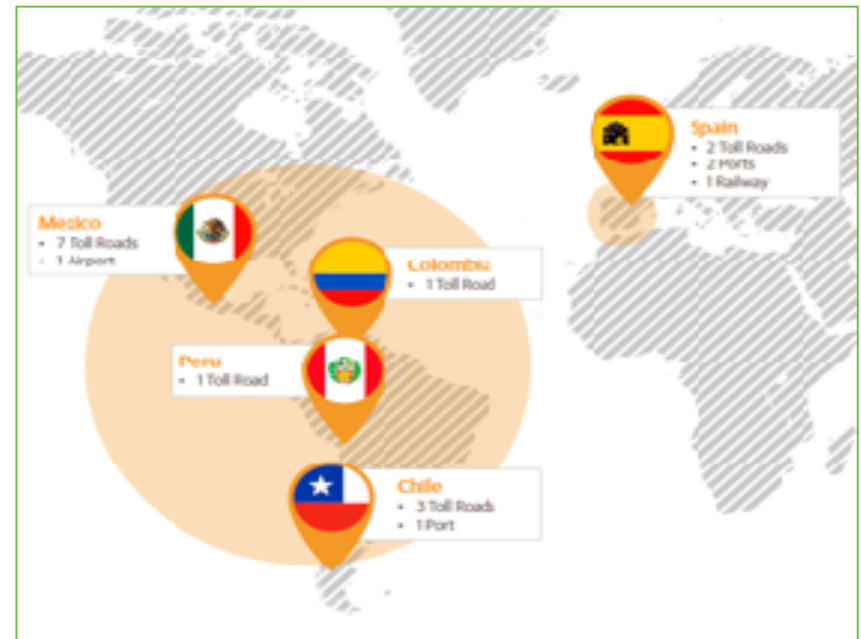 Spain
• 2 Toll Roads
• 2 Ports
• 1 Railway
Mexico
• 7 Toll Roads
• 1 Airport
Colombia
• 1 Toll Road
Peru
• 1 Toll Road
Chile
• 3 Toll Roads
• 1 Port